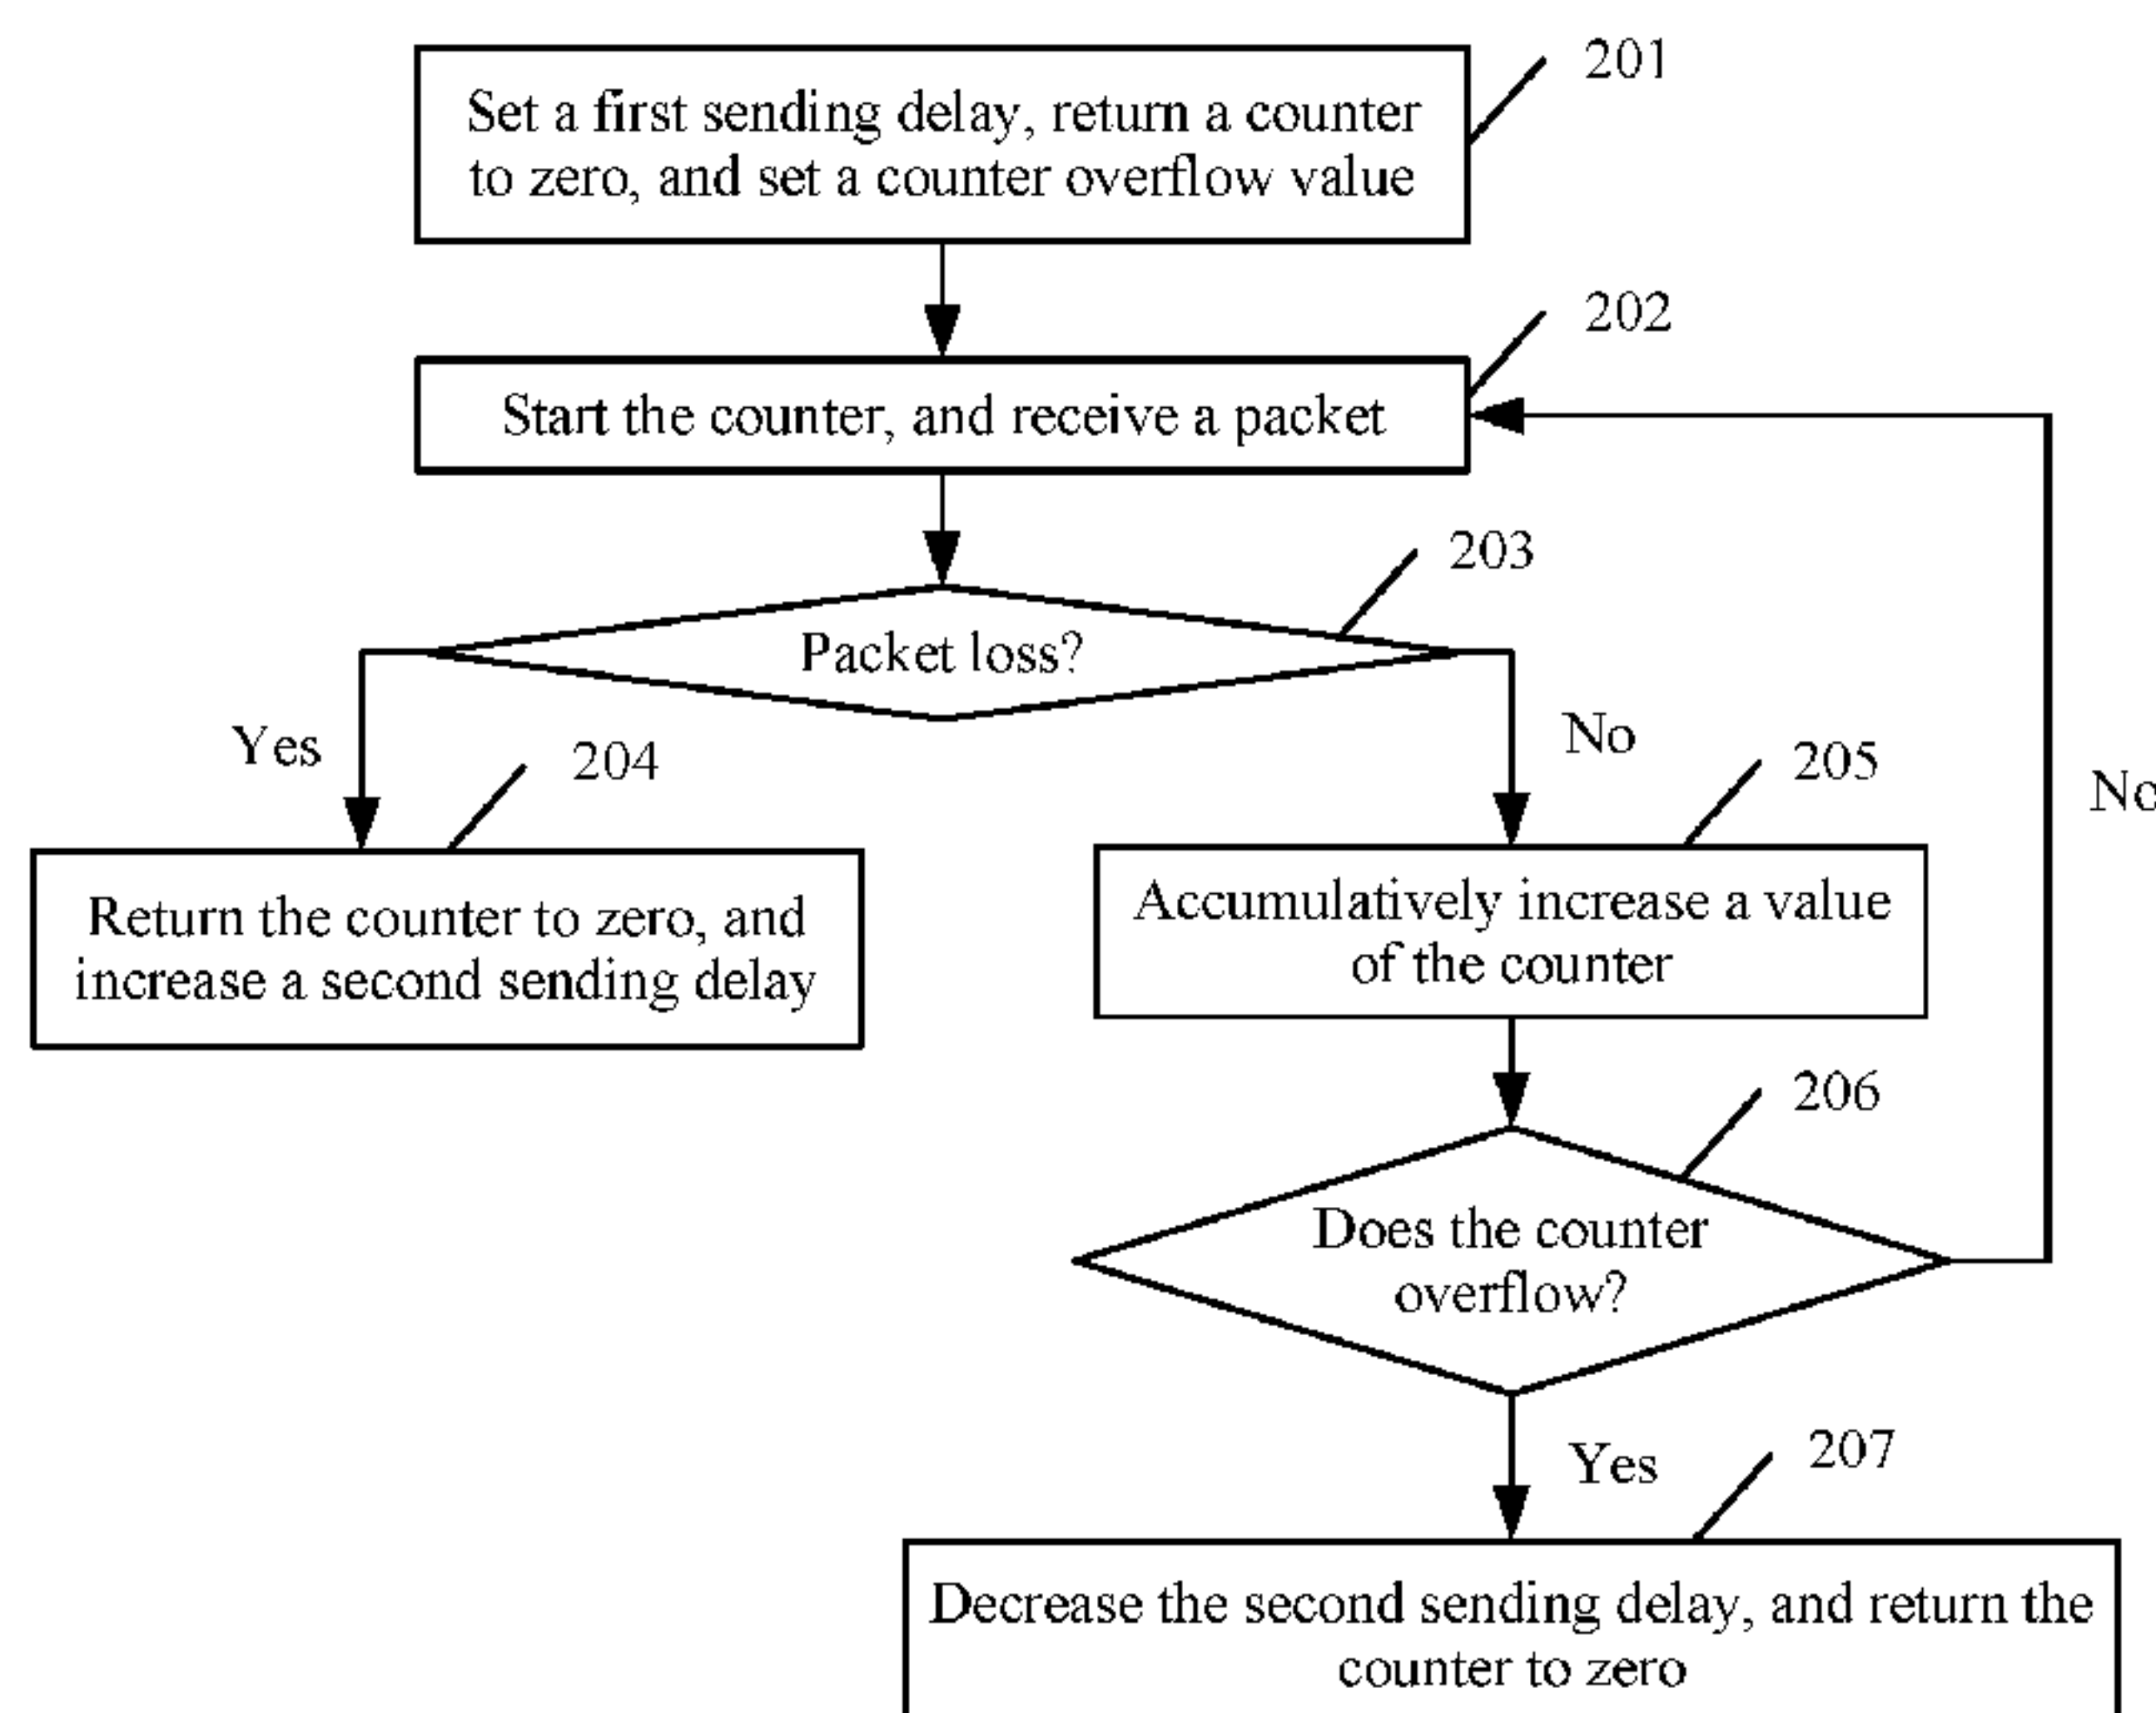 201
Set a first sending delay, return a counter
to zero, and set a counter overflow value
202
Start the counter, and receive a packet
203
Packet loss?
Yes
No
204
205
No
Return the counter to zero, and
increase a second sending delay
Accumulatively increase a value
of the counter
206
Does the counter
overflow?
Yes
207
Decrease the second sending delay, and return the
counter to zero